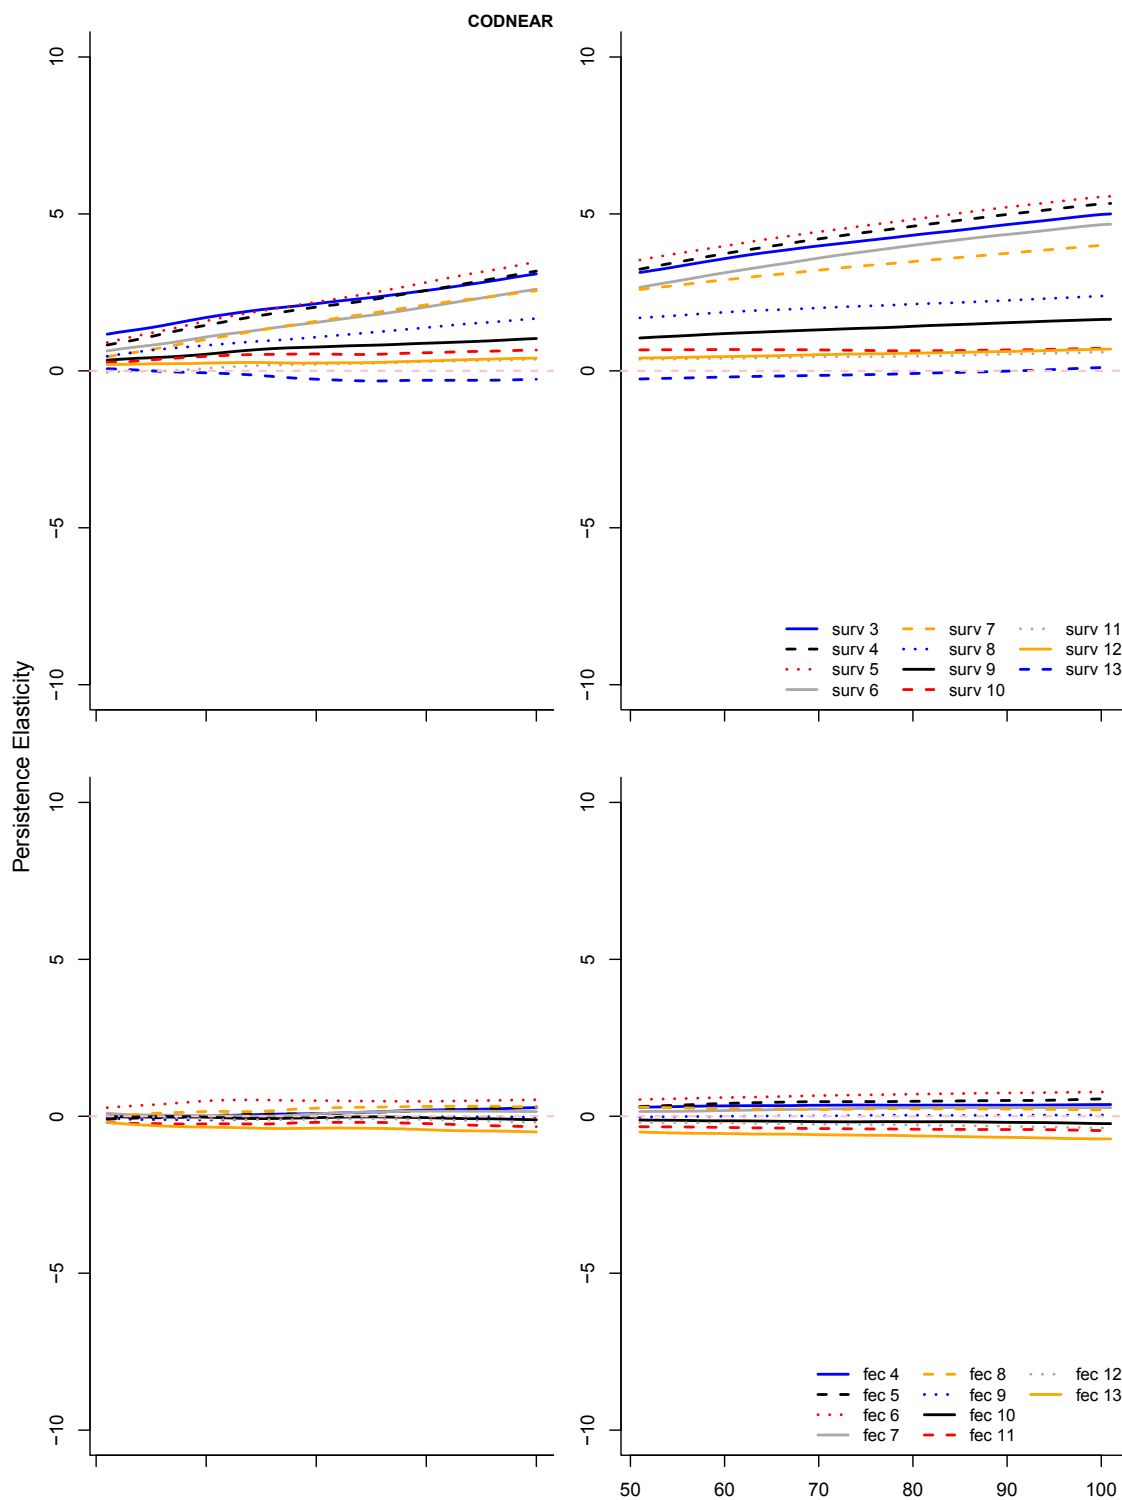 CODNEAR
10
5
0
−5
−10
10
5
0
−5
−10
surv 3 surv 7 surv 11
surv 4 surv 8 surv 12
surv 5 surv 9 surv 13
surv 6 surv 10
Persistence Elasticity
10
5
0
−5
−10
10
5
0
−5
−10
fec 4 fec 8 fec 12
fec 5 fec 9 fec 13
fec 6 fec 10
fec 7 fec 11
50 60 70 80 90 100